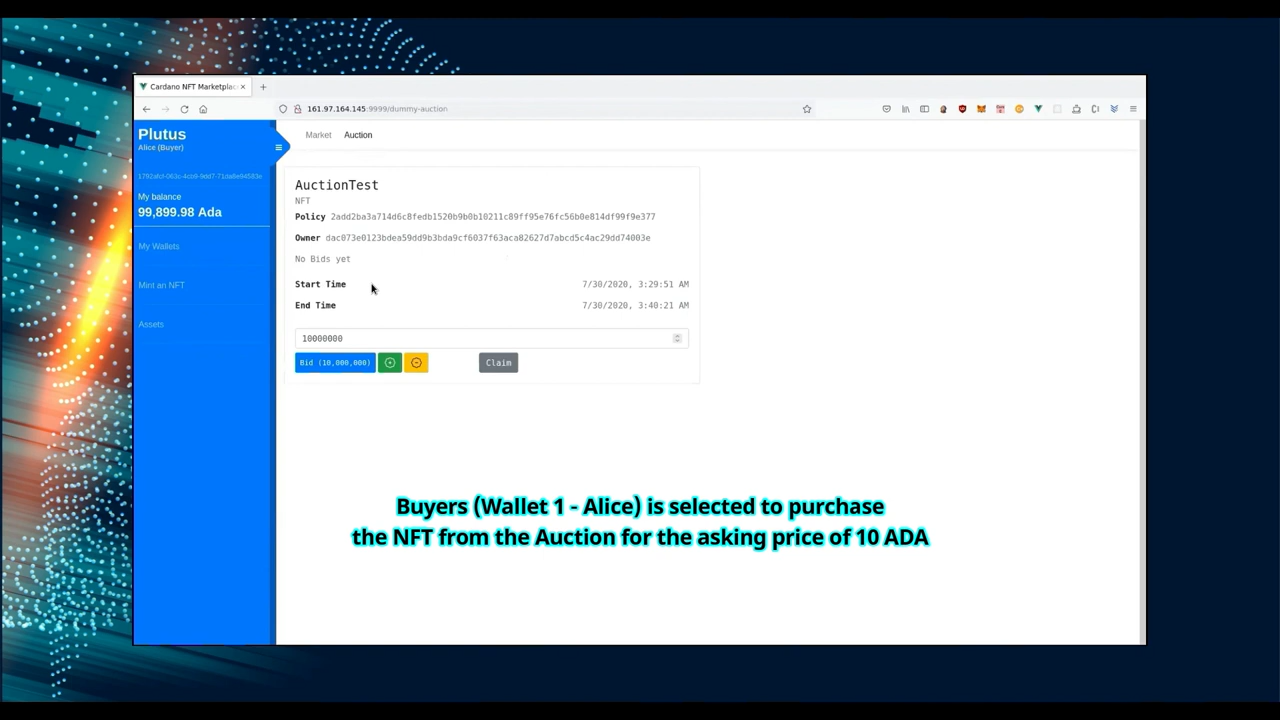 Cardano NFT Marketplac
161.97.164.145:9999/dummy-auction
Plutus
Alice (Buyer)
My balance
99,899.98 Ada
My Wallets
Mint an NFT
Assets
Market Auction
AuctionTest
NFT
Policy 2add2ba3a714d6c8fedb1520b9b0b10211c89ff95e76fc56b0e814df99f9e377
Owner dac073e0123bdea59dd9b3bda9cf6037f63aca82627d7abcd5c4ac29dd74003e
No Bids yet
Start Time 7/30/2020, 3:29:51 AM
End Time 7/30/2020, 3:40:21 AM
10000000
Bid (10,000,000) Claim
Buyers (Wallet 1 - Alice) is selected to purchase
the NFT from the Auction for the asking price of 10 ADA